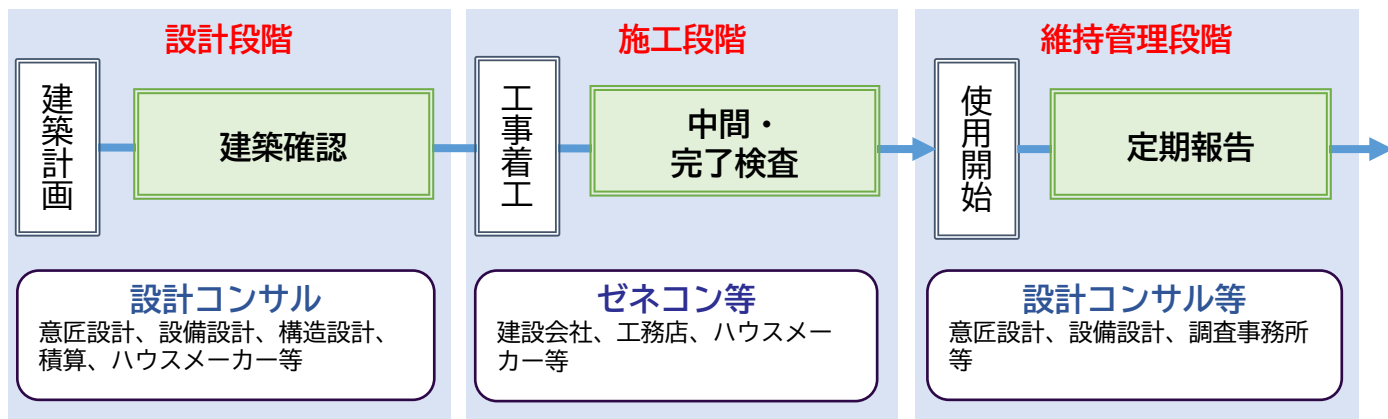 設計段階
建築計画
建築確認
設計コンサル
意匠設計、設備設計、構造設計、
積算、ハウスメーカー等
施工段階
工事着工
中間・
完了検査
ゼネコン等
建設会社、工務店、ハウスメー
カー等
維持管理段階
使用開始
定期報告
設計コンサル等
意匠設計、設備設計、調査事務所
等